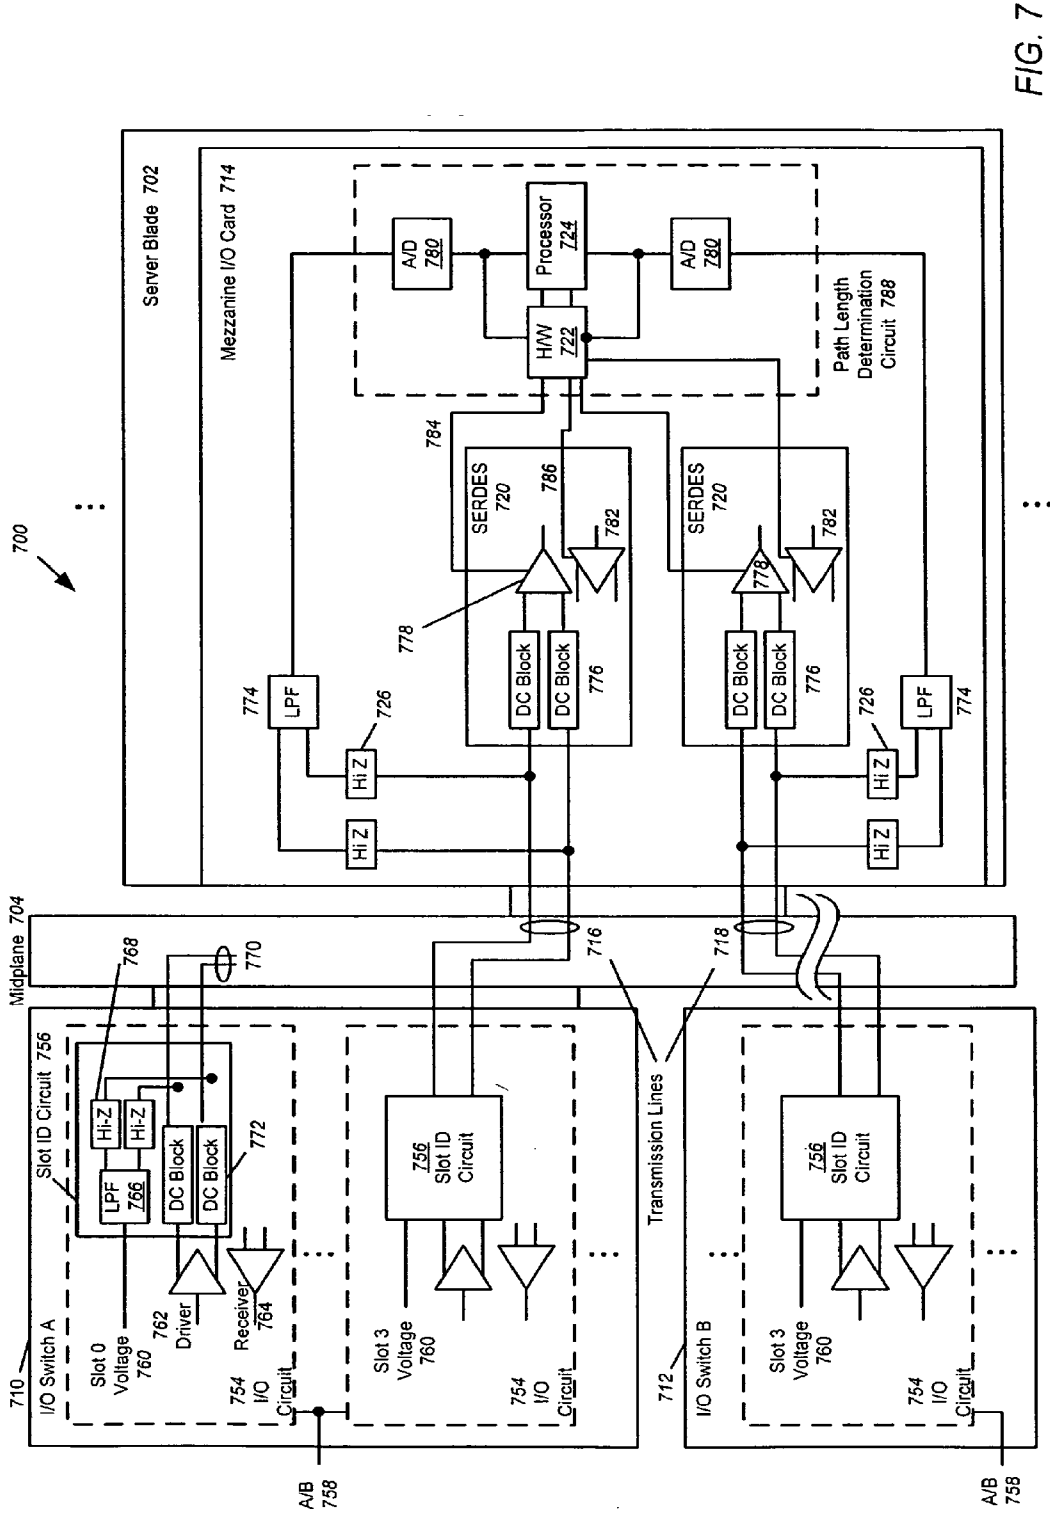 FIG. 7
700
Server Blade 702
Mezzanine I/O Card 714
A/D
780
Processor
724
H/W
722
A/D
780
Path Length
Determination
Circuit 788
784
SERDES
720
786
782
778
DC Block
DC Block
776
SERDES
720
782
778
DC Block
DC Block
776
774
LPF
726
Hi Z
Hi Z
726
Hi Z
Hi Z
LPF
774
Midplane 704
768
770
716
718
Transmission Lines
Slot ID Circuit 756
Hi-Z
Hi-Z
LPF
766
DC Block
DC Block
772
710
I/O Switch A
Slot 0
Voltage
760
762
Driver
Receiver
764
754
I/O
Circuit
756
Slot ID
Circuit
Slot 3
Voltage
760
754
I/O
Circuit
A/B
758
712
I/O Switch B
756
Slot ID
Circuit
Slot 3
Voltage
760
754
I/O
Circuit
A/B
758